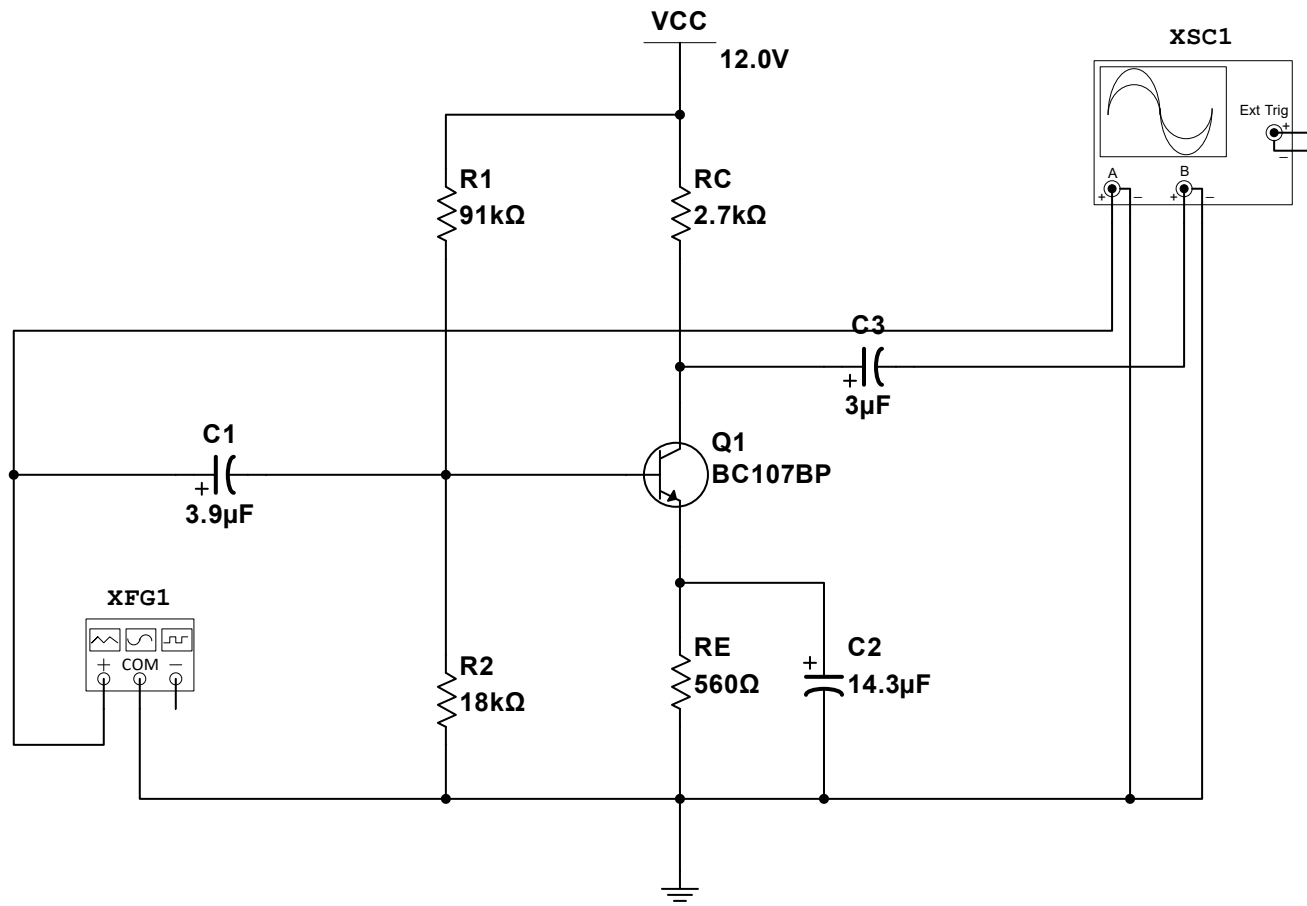 VCC
12.0V
XSC1
Ext Trig
+
−
A
B
+ − + −
R1
91kΩ
RC
2.7kΩ
C3
+
3µF
C1
+
3.9µF
Q1
BC107BP
XFG1
+ COM −
R2
18kΩ
RE
560Ω
C2
+
14.3µF